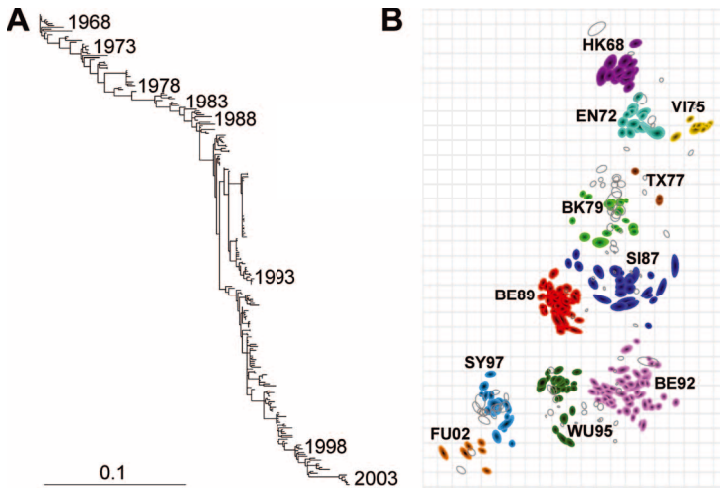 A
1968
1973
1978
1983
1988
1993
1998
2003
0.1
B
HK68
EN72
VI75
TX77
BK79
SI87
BE89
SY97
BE92
WU95
FU02